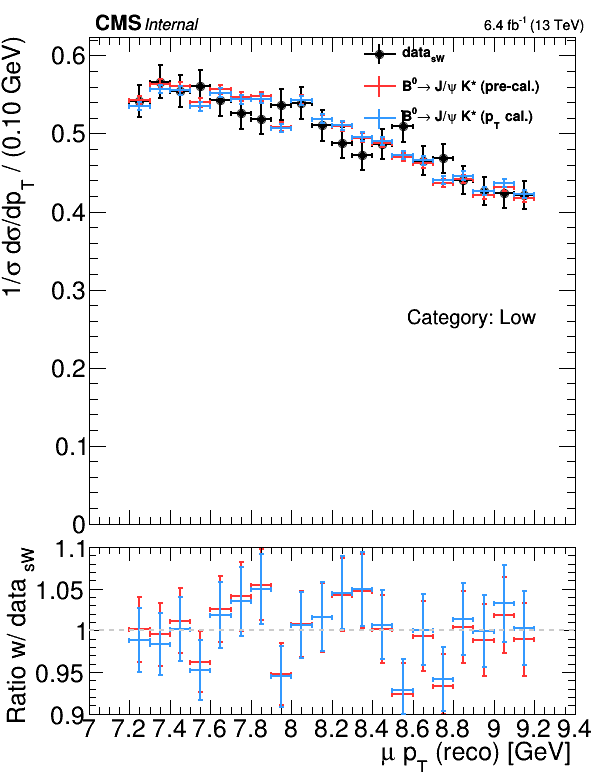 CMS Internal 6.4 fb⁻¹ (13 TeV)
1/σ dσ/dp_T / (0.10 GeV)
0.6
0.5
0.4
0.3
0.2
0.1
0
data_sW
B⁰→ J/ψ K* (pre-cal.)
B⁰→ J/ψ K* (p_T cal.)
Category: Low
Ratio w/ data_sW
1.1
1.05
1
0.95
0.9
7 7.2 7.4 7.6 7.8 8 8.2 8.4 8.6 8.8 9 9.2 9.4
μ p_T (reco) [GeV]